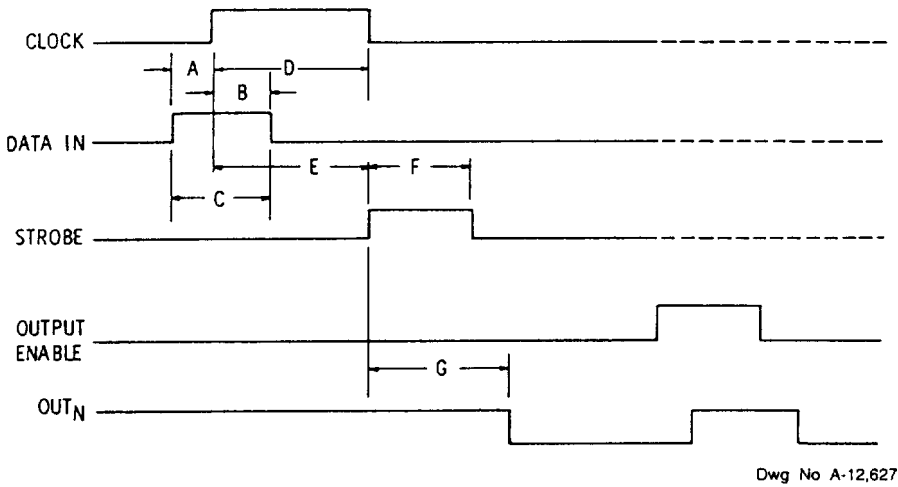 CLOCK
A
D
B
DATA IN
E
F
C
STROBE
OUTPUT
ENABLE
G
OUTN
Dwg No A-12,627